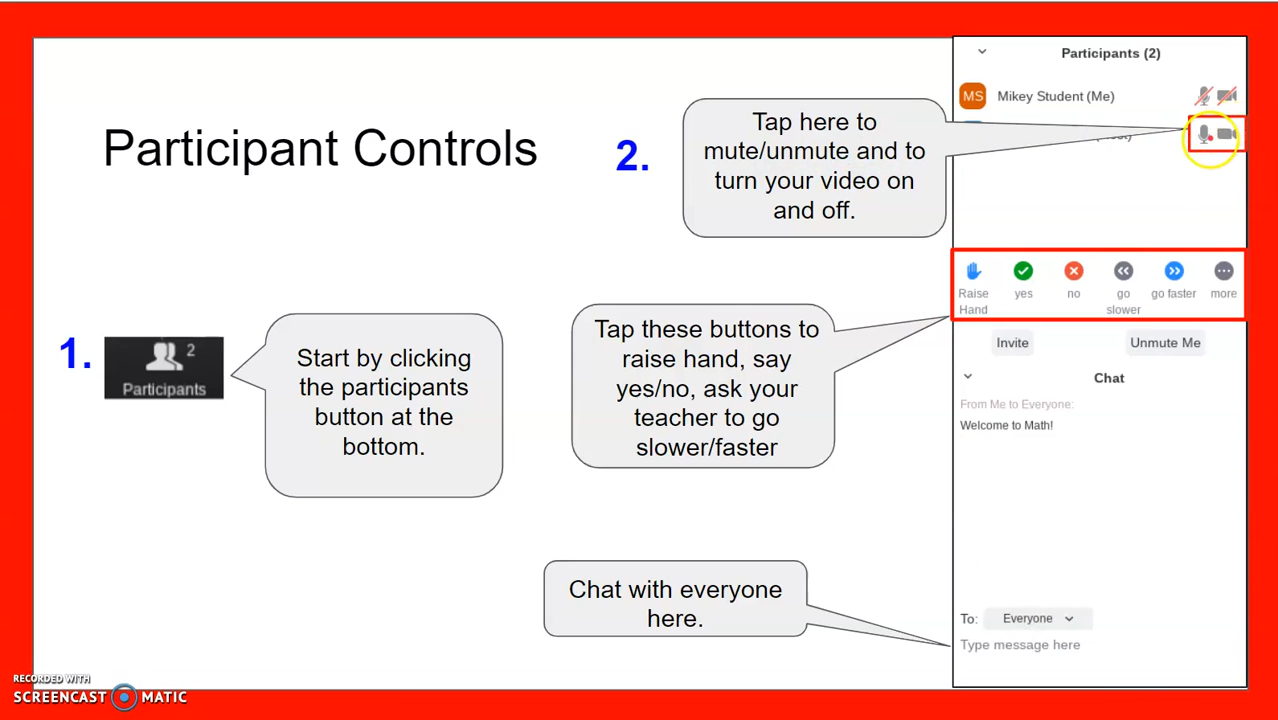 Participant Controls
1.
2
Participants
Start by clicking
the participants
button at the
bottom.
2.
Tap here to
mute/unmute and to
turn your video on
and off.
Tap these buttons to
raise hand, say
yes/no, ask your
teacher to go
slower/faster
Chat with everyone
here.
Participants (2)
MS Mikey Student (Me)
Raise
Hand
yes
no
go
slower
go faster
more
Invite
Unmute Me
Chat
From Me to Everyone:
Welcome to Math!
To: Everyone
Type message here
RECORDED WITH
SCREENCAST MATIC